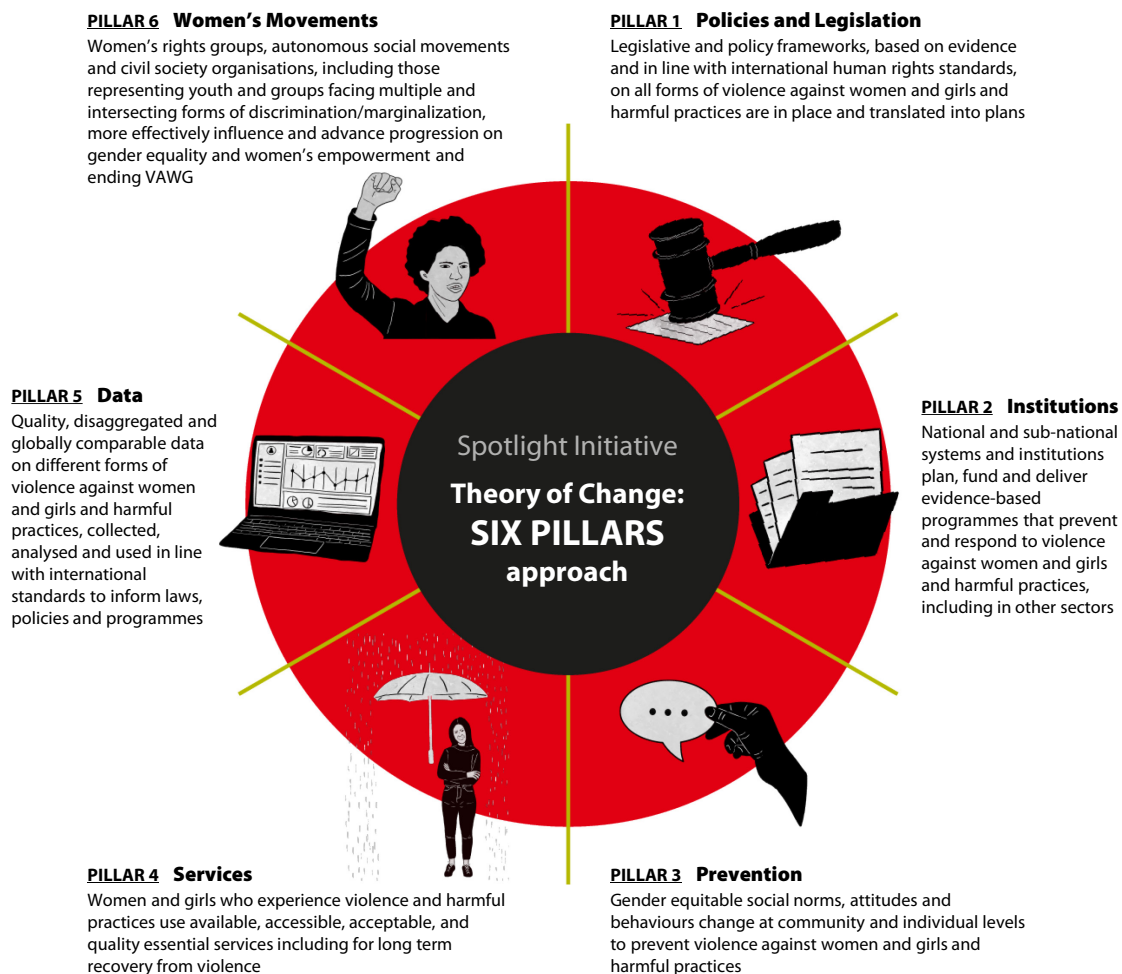 PILLAR 6 Women's Movements
Women's rights groups, autonomous social movements
and civil society organisations, including those
representing youth and groups facing multiple and
intersecting forms of discrimination/marginalization,
more effectively influence and advance progression on
gender equality and women's empowerment and
ending VAWG
PILLAR 1 Policies and Legislation
Legislative and policy frameworks, based on evidence
and in line with international human rights standards,
on all forms of violence against women and girls and
harmful practices are in place and translated into plans
PILLAR 5 Data
Quality, disaggregated and
globally comparable data
on different forms of
violence against women
and girls and harmful
practices, collected,
analysed and used in line
with international
standards to inform laws,
policies and programmes
Spotlight Initiative
Theory of Change:
SIX PILLARS
approach
PILLAR 2 Institutions
National and sub-national
systems and institutions
plan, fund and deliver
evidence-based
programmes that prevent
and respond to violence
against women and girls
and harmful practices,
including in other sectors
PILLAR 4 Services
Women and girls who experience violence and harmful
practices use available, accessible, acceptable, and
quality essential services including for long term
recovery from violence
PILLAR 3 Prevention
Gender equitable social norms, attitudes and
behaviours change at community and individual levels
to prevent violence against women and girls and
harmful practices